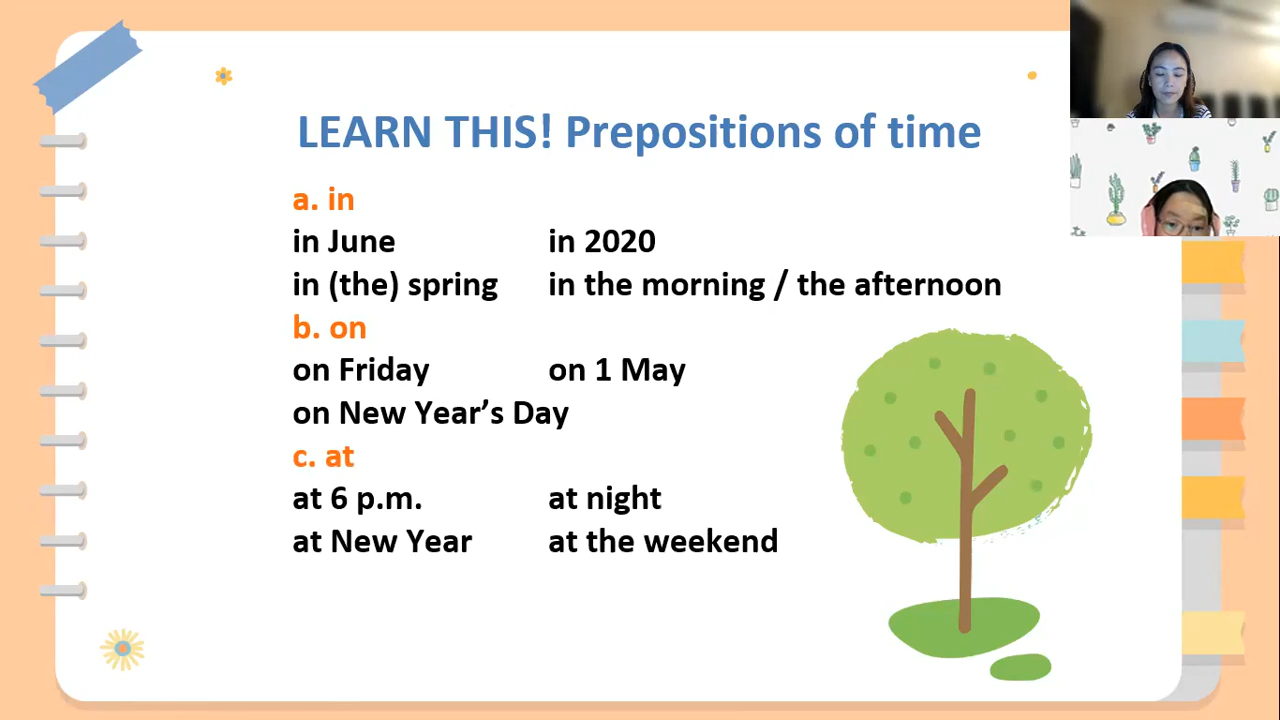 LEARN THIS! Prepositions of time
a. in
in June in 2020
in (the) spring in the morning / the afternoon
b. on
on Friday on 1 May
on New Year’s Day
c. at
at 6 p.m. at night
at New Year at the weekend